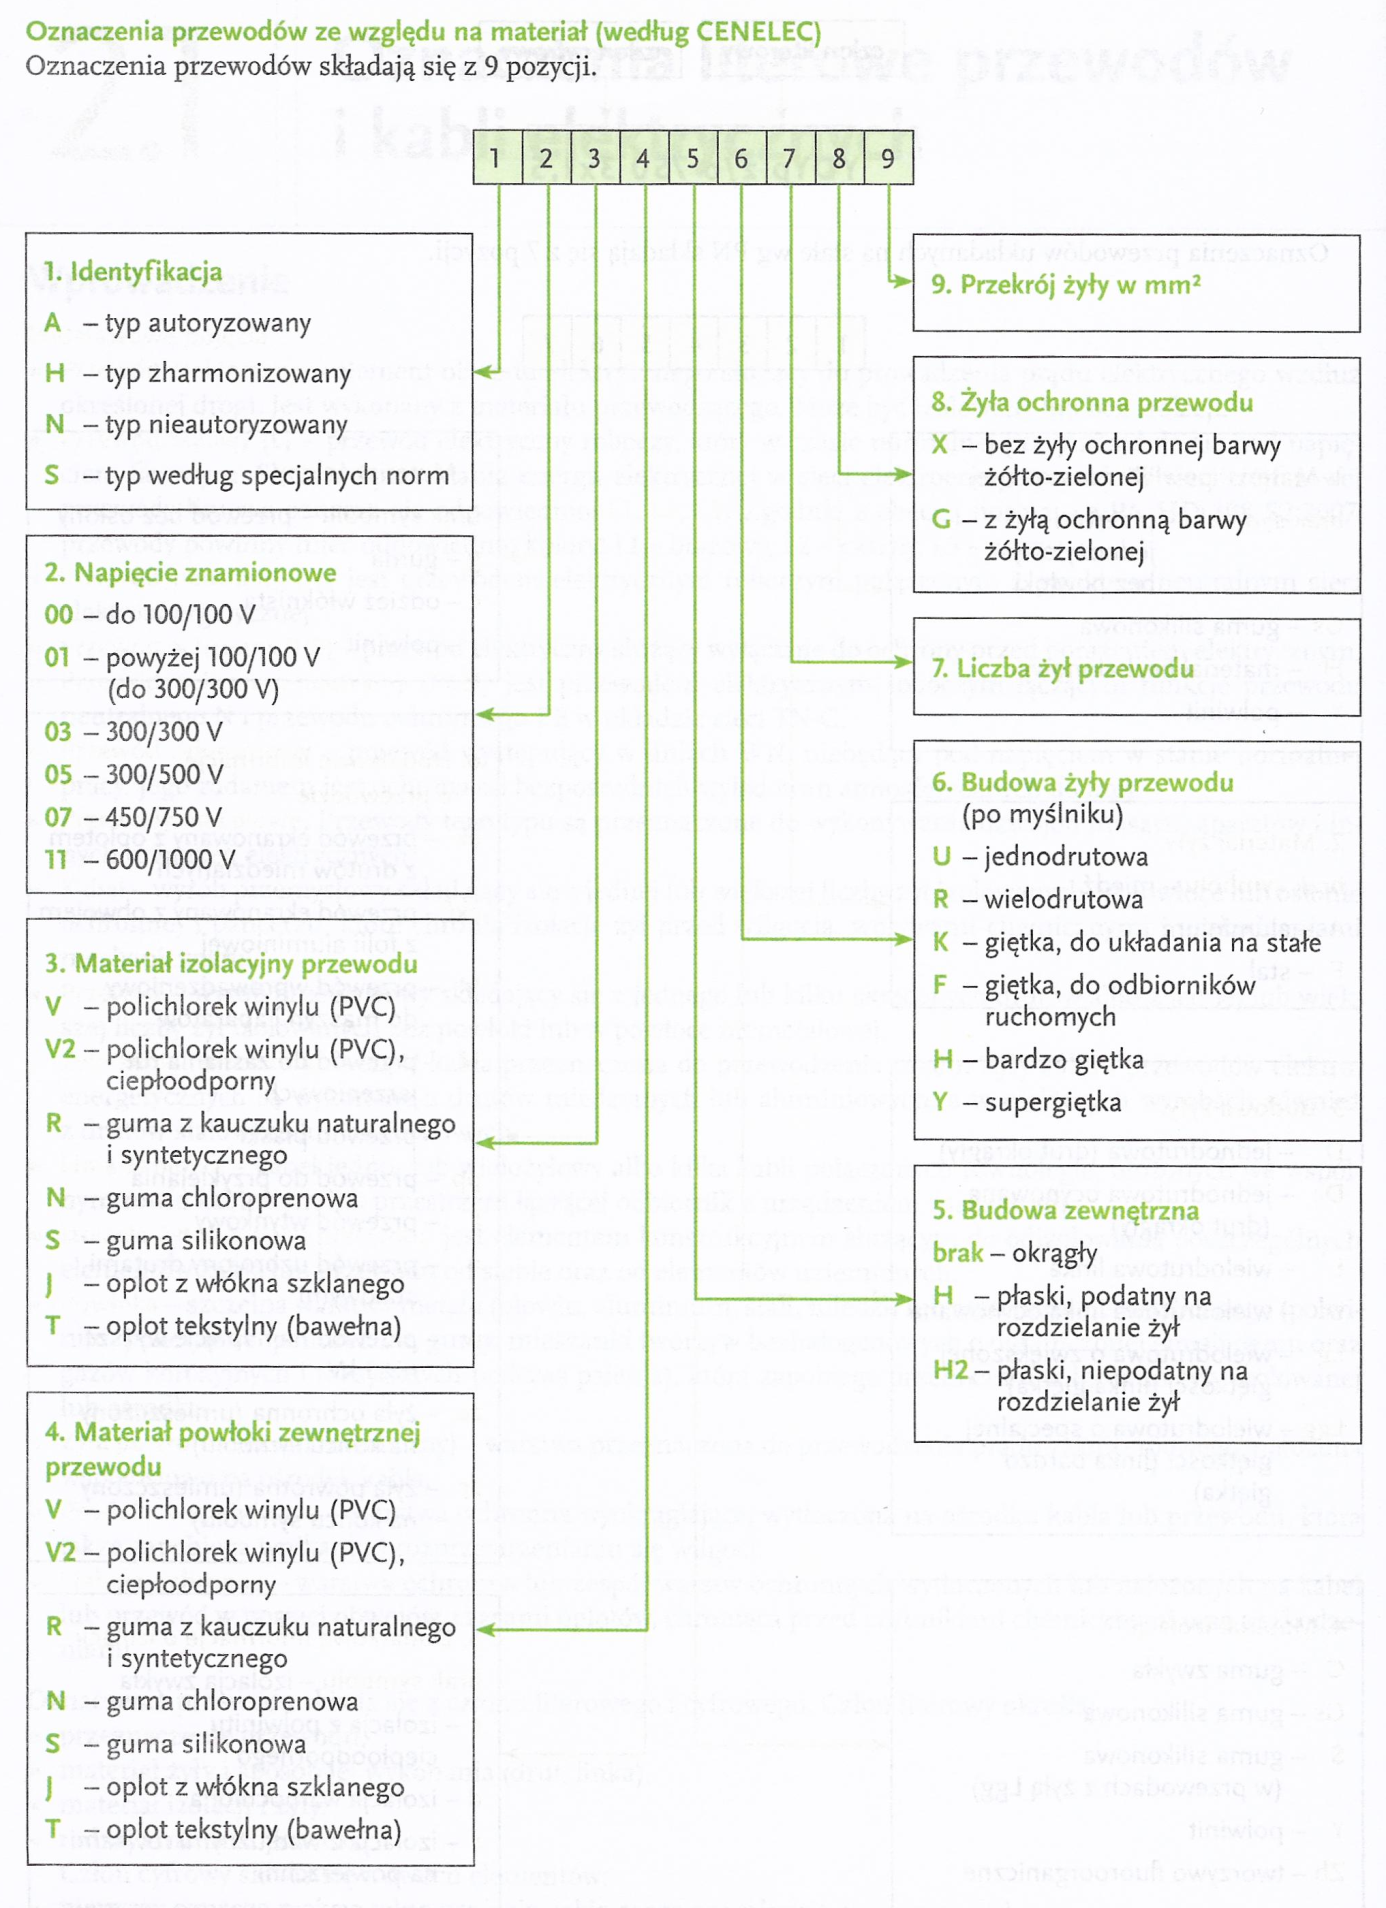 Oznaczenia przewodów ze względu na materiał (według CENELEC)
Oznaczenia przewodów składają się z 9 pozycji.
1 2 3 4 5 6 7 8 9
1. Identyfikacja
A – typ autoryzowany
H – typ zharmonizowany
N – typ nieautoryzowany
S – typ według specjalnych norm
2. Napięcie znamionowe
00 – do 100/100 V
01 – powyżej 100/100 V
(do 300/300 V)
03 – 300/300 V
05 – 300/500 V
07 – 450/750 V
11 – 600/1000 V
3. Materiał izolacyjny przewodu
V – polichlorek winylu (PVC)
V2 – polichlorek winylu (PVC),
ciepłoodporny
R – guma z kauczuku naturalnego
i syntetycznego
N – guma chloroprenowa
S – guma silikonowa
J – oplot z włókna szklanego
T – oplot tekstylny (bawełna)
4. Materiał powłoki zewnętrznej
przewodu
V – polichlorek winylu (PVC)
V2 – polichlorek winylu (PVC),
ciepłoodporny
R – guma z kauczuku naturalnego
i syntetycznego
N – guma chloroprenowa
S – guma silikonowa
J – oplot z włókna szklanego
T – oplot tekstylny (bawełna)
9. Przekrój żyły w mm²
8. Żyła ochronna przewodu
X – bez żyły ochronnej barwy
żółto-zielonej
G – z żyłą ochronną barwy
żółto-zielonej
7. Liczba żył przewodu
6. Budowa żyły przewodu
(po myślniku)
U – jednodrutowa
R – wielodrutowa
K – giętka, do układania na stałe
F – giętka, do odbiorników
ruchomych
H – bardzo giętka
Y – supergiętka
5. Budowa zewnętrzna
brak – okrągły
H – płaski, podatny na
rozdzielanie żył
H2 – płaski, niepodatny na
rozdzielanie żył